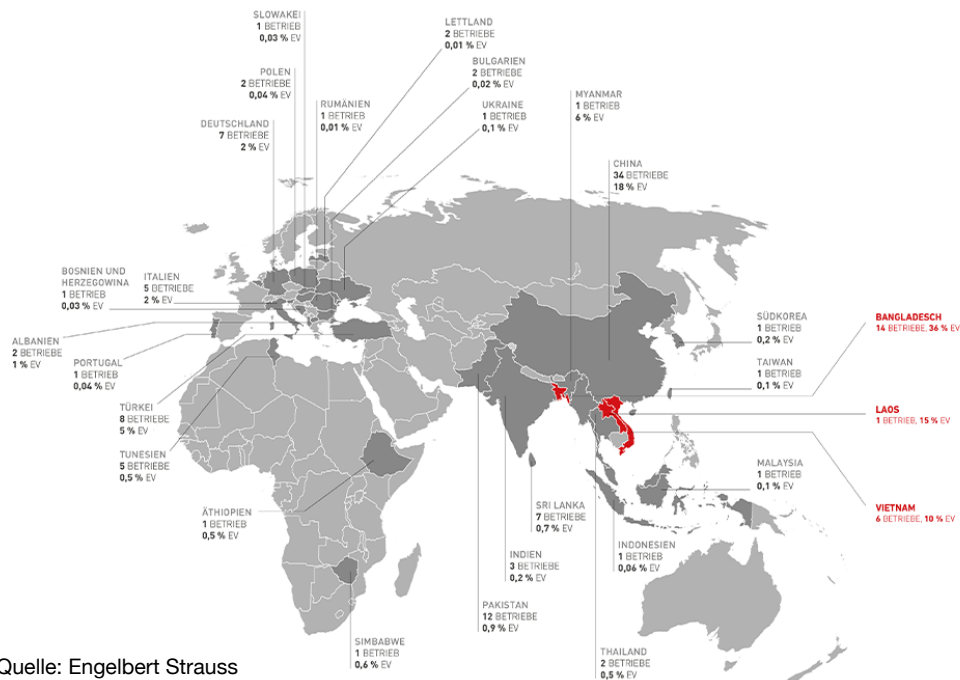 SLOWAKEI
1 BETRIEB
0,03 % EV
LETTLAND
2 BETRIEBE
0,01 % EV
POLEN
2 BETRIEBE
0,04 % EV
BULGARIEN
2 BETRIEBE
0,02 % EV
RUMÄNIEN
1 BETRIEB
0,01 % EV
UKRAINE
1 BETRIEB
0,1 % EV
MYANMAR
1 BETRIEB
6 % EV
DEUTSCHLAND
7 BETRIEBE
2 % EV
CHINA
34 BETRIEBE
18 % EV
BOSNIEN UND
HERZEGOWINA
1 BETRIEB
0,03 % EV
ITALIEN
5 BETRIEBE
2 % EV
ALBANIEN
2 BETRIEBE
1 % EV
PORTUGAL
1 BETRIEB
0,04 % EV
SÜDKOREA
1 BETRIEB
0,2 % EV
BANGLADESCH
14 BETRIEBE, 36 % EV
TAIWAN
1 BETRIEB
0,1 % EV
TÜRKEI
8 BETRIEBE
5 % EV
LAOS
1 BETRIEB, 15 % EV
TUNESIEN
5 BETRIEBE
0,5 % EV
MALAYSIA
1 BETRIEB
0,1 % EV
ÄTHIOPIEN
1 BETRIEB
0,5 % EV
SRI LANKA
7 BETRIEBE
0,7 % EV
VIETNAM
6 BETRIEBE, 10 % EV
INDIEN
3 BETRIEBE
0,2 % EV
INDONESIEN
1 BETRIEB
0,06 % EV
PAKISTAN
12 BETRIEBE
0,9 % EV
SIMBABWE
1 BETRIEB
0,6 % EV
THAILAND
2 BETRIEBE
0,5 % EV
Quelle: Engelbert Strauss